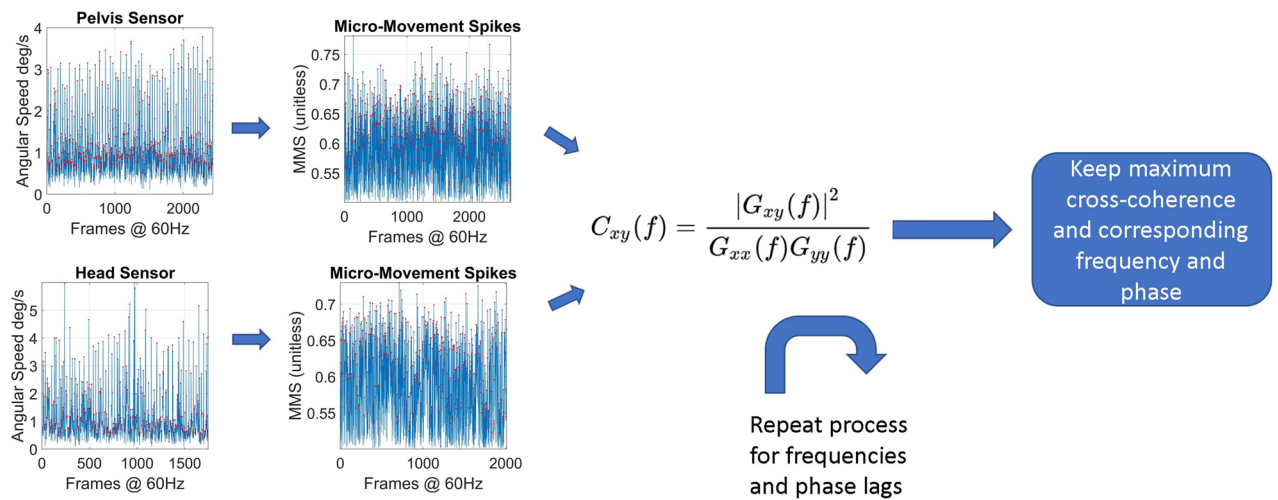 Pelvis Sensor
Angular Speed deg/s
4
3
2
1
0
0 1000 2000
Frames @ 60Hz
Micro-Movement Spikes
MMS (unitless)
0.75
0.7
0.65
0.6
0.55
0 1000 2000
Frames @ 60Hz
Head Sensor
Angular Speed deg/s
5
4
3
2
1
0
0 500 1000 1500
Frames @ 60Hz
Micro-Movement Spikes
MMS (unitless)
0.7
0.65
0.6
0.55
0 1000 2000
Frames @ 60Hz
C_{xy}(f) = \frac{|G_{xy}(f)|^2}{G_{xx}(f)G_{yy}(f)}
Repeat process
for frequencies
and phase lags
Keep maximum
cross-coherence
and corresponding
frequency and
phase